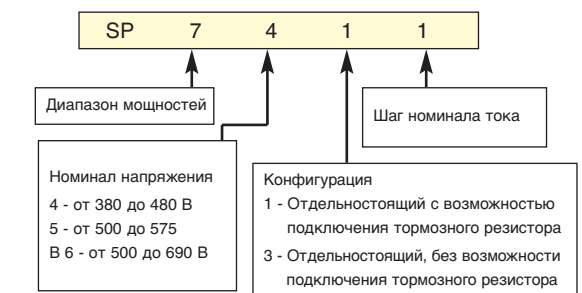 SP 7 4 1 1
Диапазон мощностей
Шаг номинала тока
Номинал напряжения
4 - от 380 до 480 В
5 - от 500 до 575
В 6 - от 500 до 690 В
Конфигурация
1 - Отдельностоящий с возможностью
подключения тормозного резистора
3 - Отдельностоящий, без возможности
подключения тормозного резистора